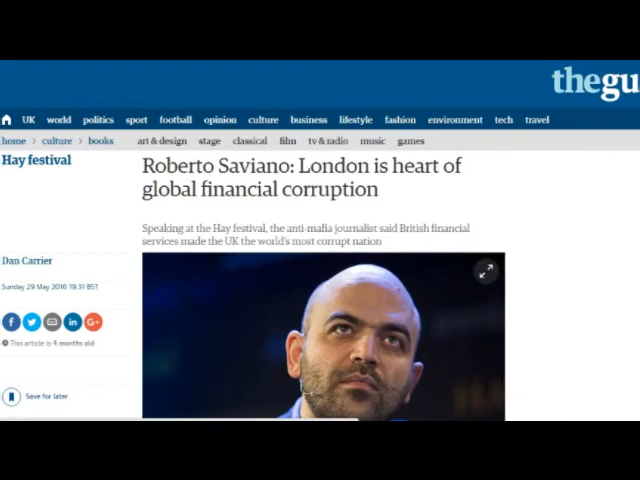 thegu
UK world politics sport football opinion culture business lifestyle fashion environment tech travel
home > culture > books art & design stage classical film tv & radio music games
Hay festival
Roberto Saviano: London is heart of
global financial corruption
Speaking at the Hay festival, the anti-mafia journalist said British financial
services made the UK the world's most corrupt nation
Dan Carrier
Sunday 29 May 2016 19.31 BST
This article is 4 months old
Save for later